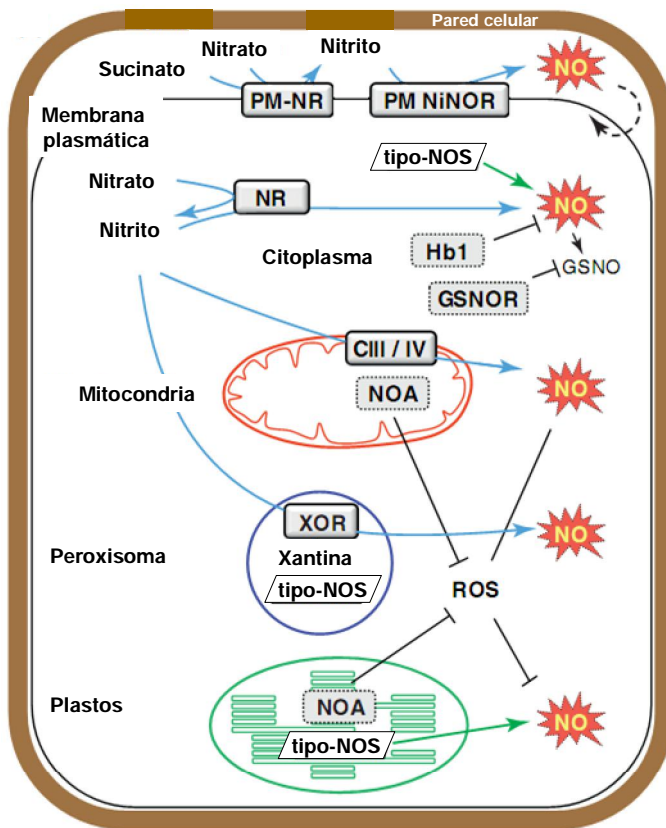 Pared celular
Nitrato
Nitrito
Sucinato
NO
PM-NR
PM NiNOR
Membrana
plasmática
tipo-NOS
Nitrato
NR
NO
Nitrito
Citoplasma
Hb1
GSNO
GSNOR
CIII / IV
Mitocondria
NOA
NO
XOR
NO
Peroxisoma
Xantina
tipo-NOS
ROS
Plastos
NOA
NO
tipo-NOS